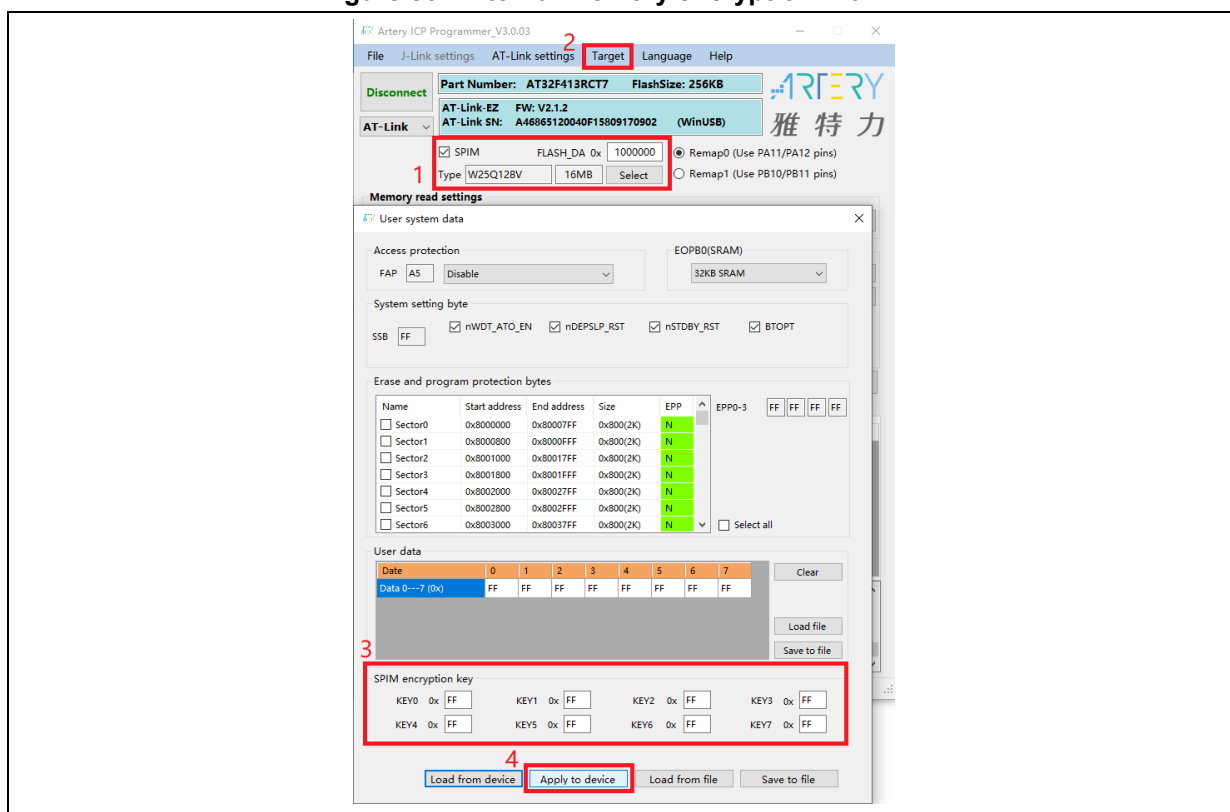 Artery ICP Programmer_V3.0.03
2
File J-Link settings AT-Link settings Target Language Help
Disconnect
Part Number: AT32F413RCT7 FlashSize: 256KB
AT-Link-EZ FW: V2.1.2
AT-Link
AT-Link SN: A46865120040F15809170902 (WinUSB)
ARTERY
雅特力
SPIM FLASH_DA 0x 1000000 Remap0 (Use PA11/PA12 pins)
1
Type W25Q128V 16MB Select Remap1 (Use PB10/PB11 pins)
Memory read settings
User system data
Access protection EOPB0(SRAM)
FAP A5 Disable 32KB SRAM
System setting byte
nWDT_ATO_EN nDEPSLP_RST nSTDBY_RST BTOPT
SSB FF
Erase and program protection bytes
Name Start address End address Size EPP EPP0-3 FF FF FF FF
Sector0 0x8000000 0x80007FF 0x800(2K) N
Sector1 0x8000800 0x8000FFF 0x800(2K) N
Sector2 0x8001000 0x80017FF 0x800(2K) N
Sector3 0x8001800 0x8001FFF 0x800(2K) N
Sector4 0x8002000 0x80027FF 0x800(2K) N
Sector5 0x8002800 0x8002FFF 0x800(2K) N
Sector6 0x8003000 0x80037FF 0x800(2K) N Select all
User data
Date 0 1 2 3 4 5 6 7 Clear
Data 0---7 (0x) FF FF FF FF FF FF FF FF
Load file
3
Save to file
SPIM encryption key
KEY0 0x FF KEY1 0x FF KEY2 0x FF KEY3 0x FF
KEY4 0x FF KEY5 0x FF KEY6 0x FF KEY7 0x FF
4
Load from device Apply to device Load from file Save to file